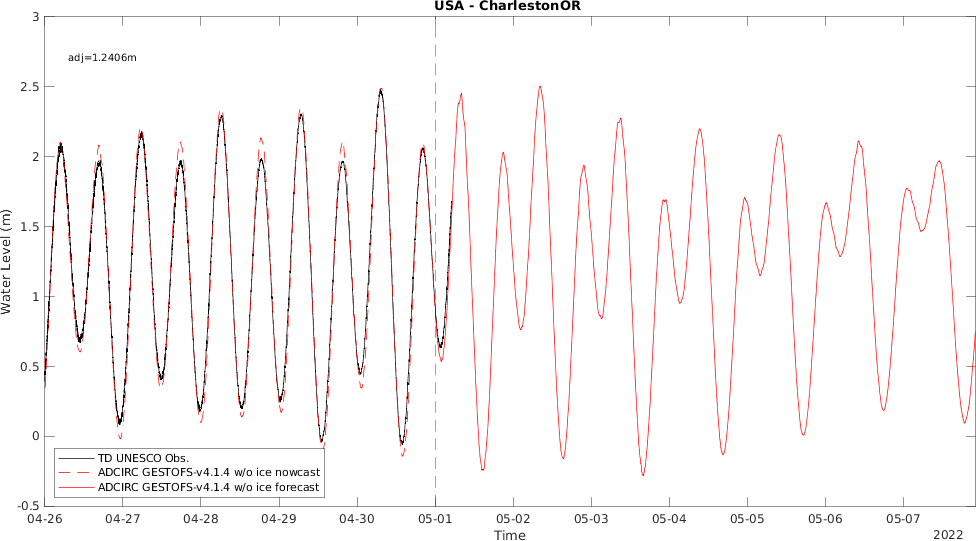 USA - CharlestonOR
3
adj=1.2406m
2.5
2
1.5
Water Level (m)
1
0.5
0
TD UNESCO Obs.
ADCIRC GESTOFS-v4.1.4 w/o ice nowcast
ADCIRC GESTOFS-v4.1.4 w/o ice forecast
-0.5
04-26 04-27 04-28 04-29 04-30 05-01 05-02 05-03 05-04 05-05 05-06 05-07
Time
2022